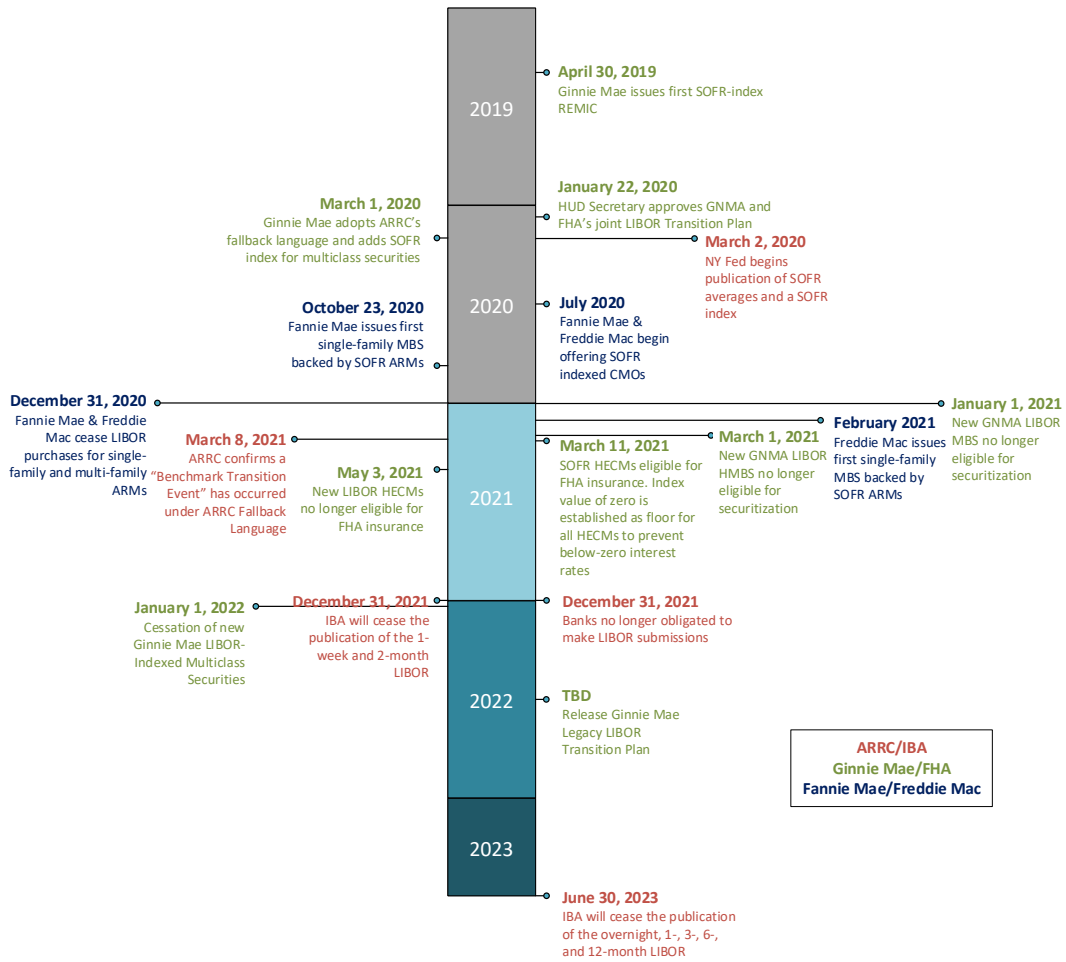 2019
April 30, 2019
Ginnie Mae issues first SOFR-index
REMIC
January 22, 2020
HUD Secretary approves GNMA and
FHA's joint LIBOR Transition Plan
March 1, 2020
Ginnie Mae adopts ARRC's
fallback language and adds SOFR
index for multiclass securities
March 2, 2020
NY Fed begins
publication of SOFR
averages and a SOFR
index
2020
October 23, 2020
Fannie Mae issues first
single-family MBS
backed by SOFR ARMs
July 2020
Fannie Mae &
Freddie Mac begin
offering SOFR
indexed CMOs
December 31, 2020
Fannie Mae & Freddie
Mac cease LIBOR
purchases for single-
family and multi-family
ARMs
January 1, 2021
New GNMA LIBOR
MBS no longer
eligible for
securitization
February 2021
Freddie Mac issues
first single-family
MBS backed by
SOFR ARMs
March 1, 2021
New GNMA LIBOR
HMBS no longer
eligible for
securitization
March 8, 2021
ARRC confirms a
“Benchmark Transition
Event” has occurred
under ARRC Fallback
Language
March 11, 2021
SOFR HECMs eligible for
FHA insurance. Index
value of zero is
established as floor for
all HECMs to prevent
below-zero interest
rates
May 3, 2021
New LIBOR HECMs
no longer eligible for
FHA insurance
2021
December 31, 2021
IBA will cease the
publication of the 1-
week and 2-month
LIBOR
December 31, 2021
Banks no longer obligated to
make LIBOR submissions
January 1, 2022
Cessation of new
Ginnie Mae LIBOR-
Indexed Multiclass
Securities
2022
TBD
Release Ginnie Mae
Legacy LIBOR
Transition Plan
ARRC/IBA
Ginnie Mae/FHA
Fannie Mae/Freddie Mac
2023
June 30, 2023
IBA will cease the publication
of the overnight, 1-, 3-, 6-,
and 12-month LIBOR